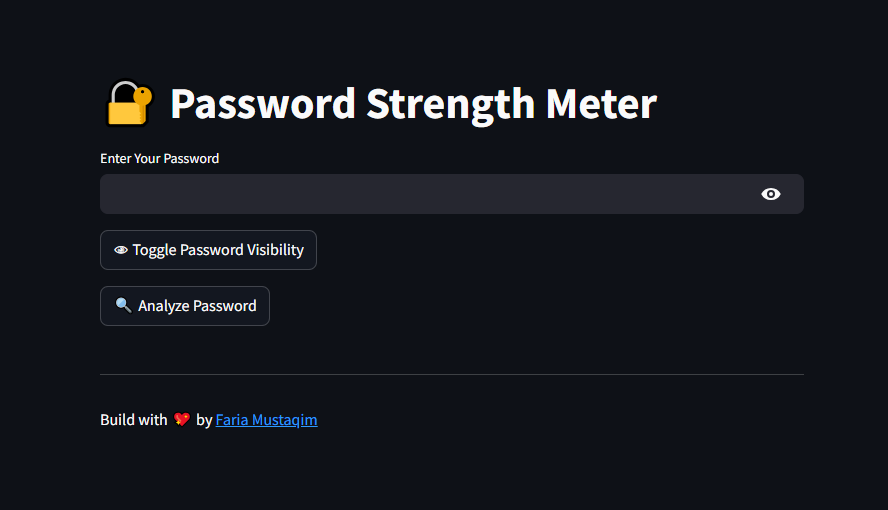 🔐 Password Strength Meter
Enter Your Password
👁 Toggle Password Visibility
🔍 Analyze Password
Build with 💖 by Faria Mustaqim